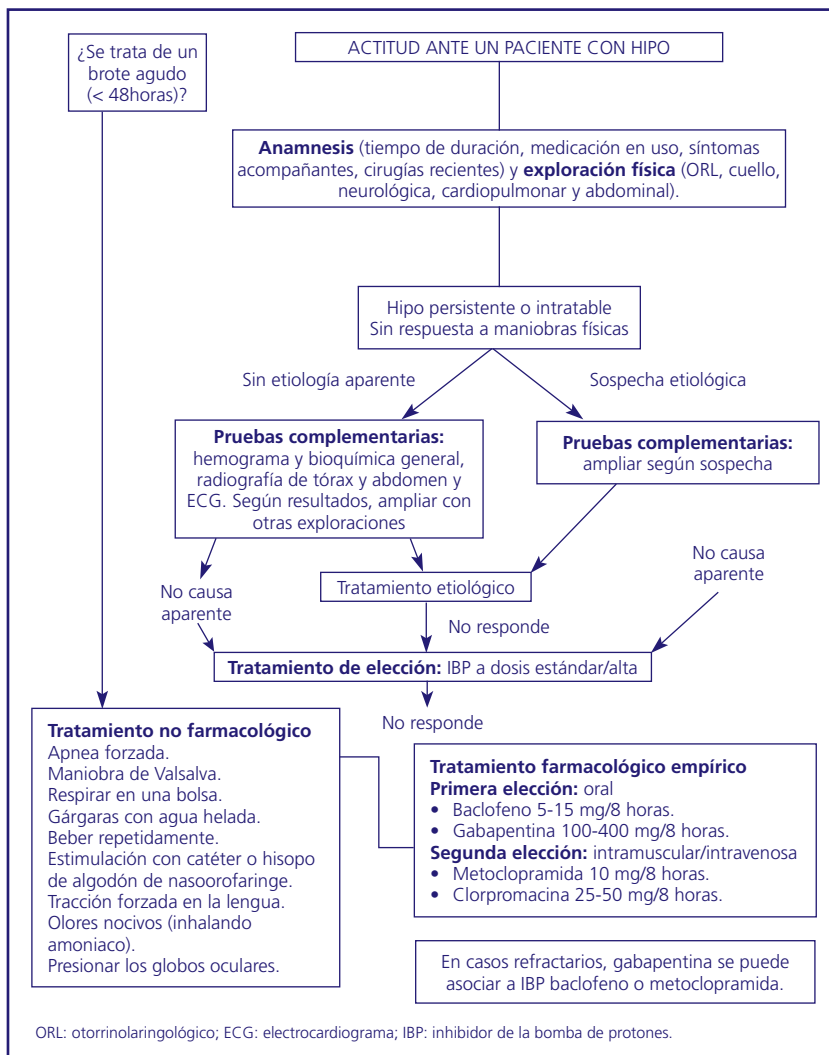 ACTITUD ANTE UN PACIENTE CON HIPO
¿Se trata de un
brote agudo
(< 48horas)?
Anamnesis (tiempo de duración, medicación en uso, síntomas
acompañantes, cirugías recientes) y exploración física (ORL, cuello,
neurológica, cardiopulmonar y abdominal).
Hipo persistente o intratable
Sin respuesta a maniobras físicas
Sin etiología aparente
Sospecha etiológica
Pruebas complementarias:
hemograma y bioquímica general,
radiografía de tórax y abdomen y
ECG. Según resultados, ampliar con
otras exploraciones
Pruebas complementarias:
ampliar según sospecha
No causa
aparente
Tratamiento etiológico
No causa
aparente
No responde
Tratamiento de elección: IBP a dosis estándar/alta
No responde
Tratamiento no farmacológico
Apnea forzada.
Maniobra de Valsalva.
Respirar en una bolsa.
Gárgaras con agua helada.
Beber repetidamente.
Estimulación con catéter o hisopo
de algodón de nasoorofaringe.
Tracción forzada en la lengua.
Olores nocivos (inhalando
amoniaco).
Presionar los globos oculares.
Tratamiento farmacológico empírico
Primera elección: oral
• Baclofeno 5-15 mg/8 horas.
• Gabapentina 100-400 mg/8 horas.
Segunda elección: intramuscular/intravenosa
• Metoclopramida 10 mg/8 horas.
• Clorpromacina 25-50 mg/8 horas.
En casos refractarios, gabapentina se puede
asociar a IBP baclofeno o metoclopramida.
ORL: otorrinolaringológico; ECG: electrocardiograma; IBP: inhibidor de la bomba de protones.